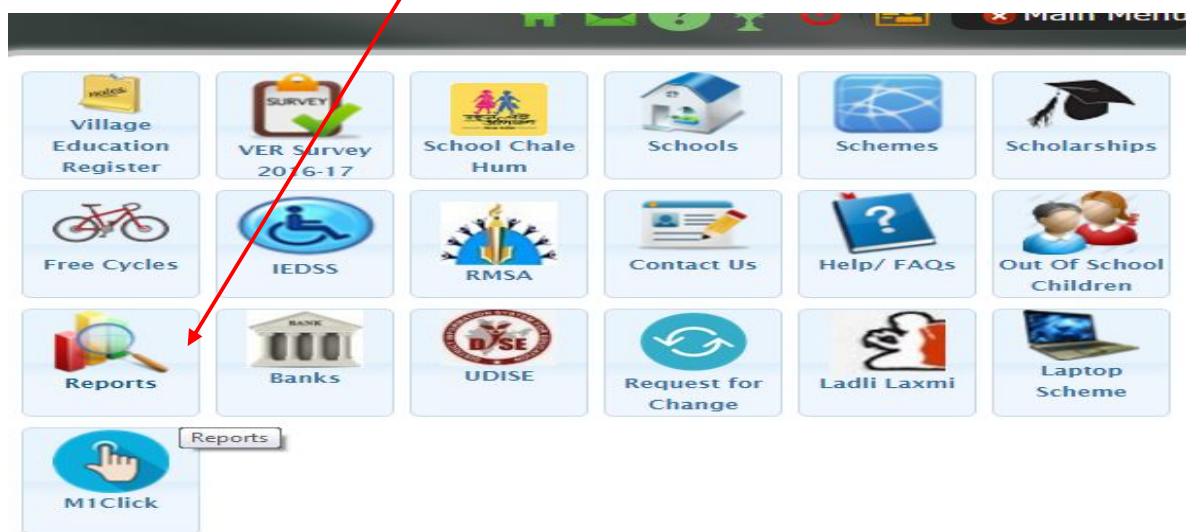 Main Menu
notes.
Village
Education
Register
SURVEY
VER Survey
2016-17
School Chale
Hum
Schools
Schemes
Scholarships
Free Cycles
IEDSS
RMSA
Contact Us
?
Help/ FAQs
Out Of School
Children
Reports
BANK
Banks
DISE
UDISE
Request for
Change
Ladli Laxmi
Laptop
Scheme
Reports
M1Click